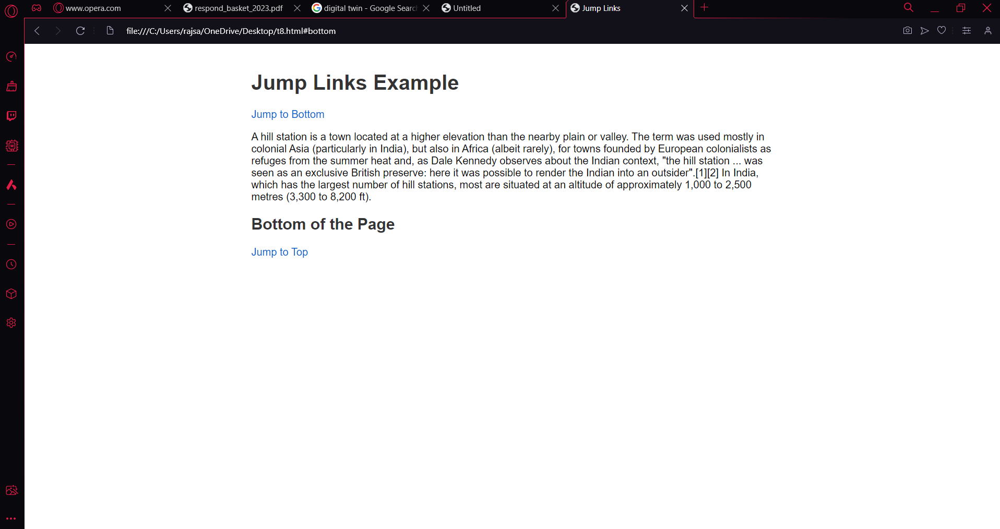 www.opera.com
respond_basket_2023.pdf
digital twin - Google Searc
Untitled
Jump Links
file:///C:/Users/rajsa/OneDrive/Desktop/t8.html#bottom
Jump Links Example
Jump to Bottom
A hill station is a town located at a higher elevation than the nearby plain or valley. The term was used mostly in
colonial Asia (particularly in India), but also in Africa (albeit rarely), for towns founded by European colonialists as
refuges from the summer heat and, as Dale Kennedy observes about the Indian context, "the hill station ... was
seen as an exclusive British preserve: here it was possible to render the Indian into an outsider".[1][2] In India,
which has the largest number of hill stations, most are situated at an altitude of approximately 1,000 to 2,500
metres (3,300 to 8,200 ft).
Bottom of the Page
Jump to Top